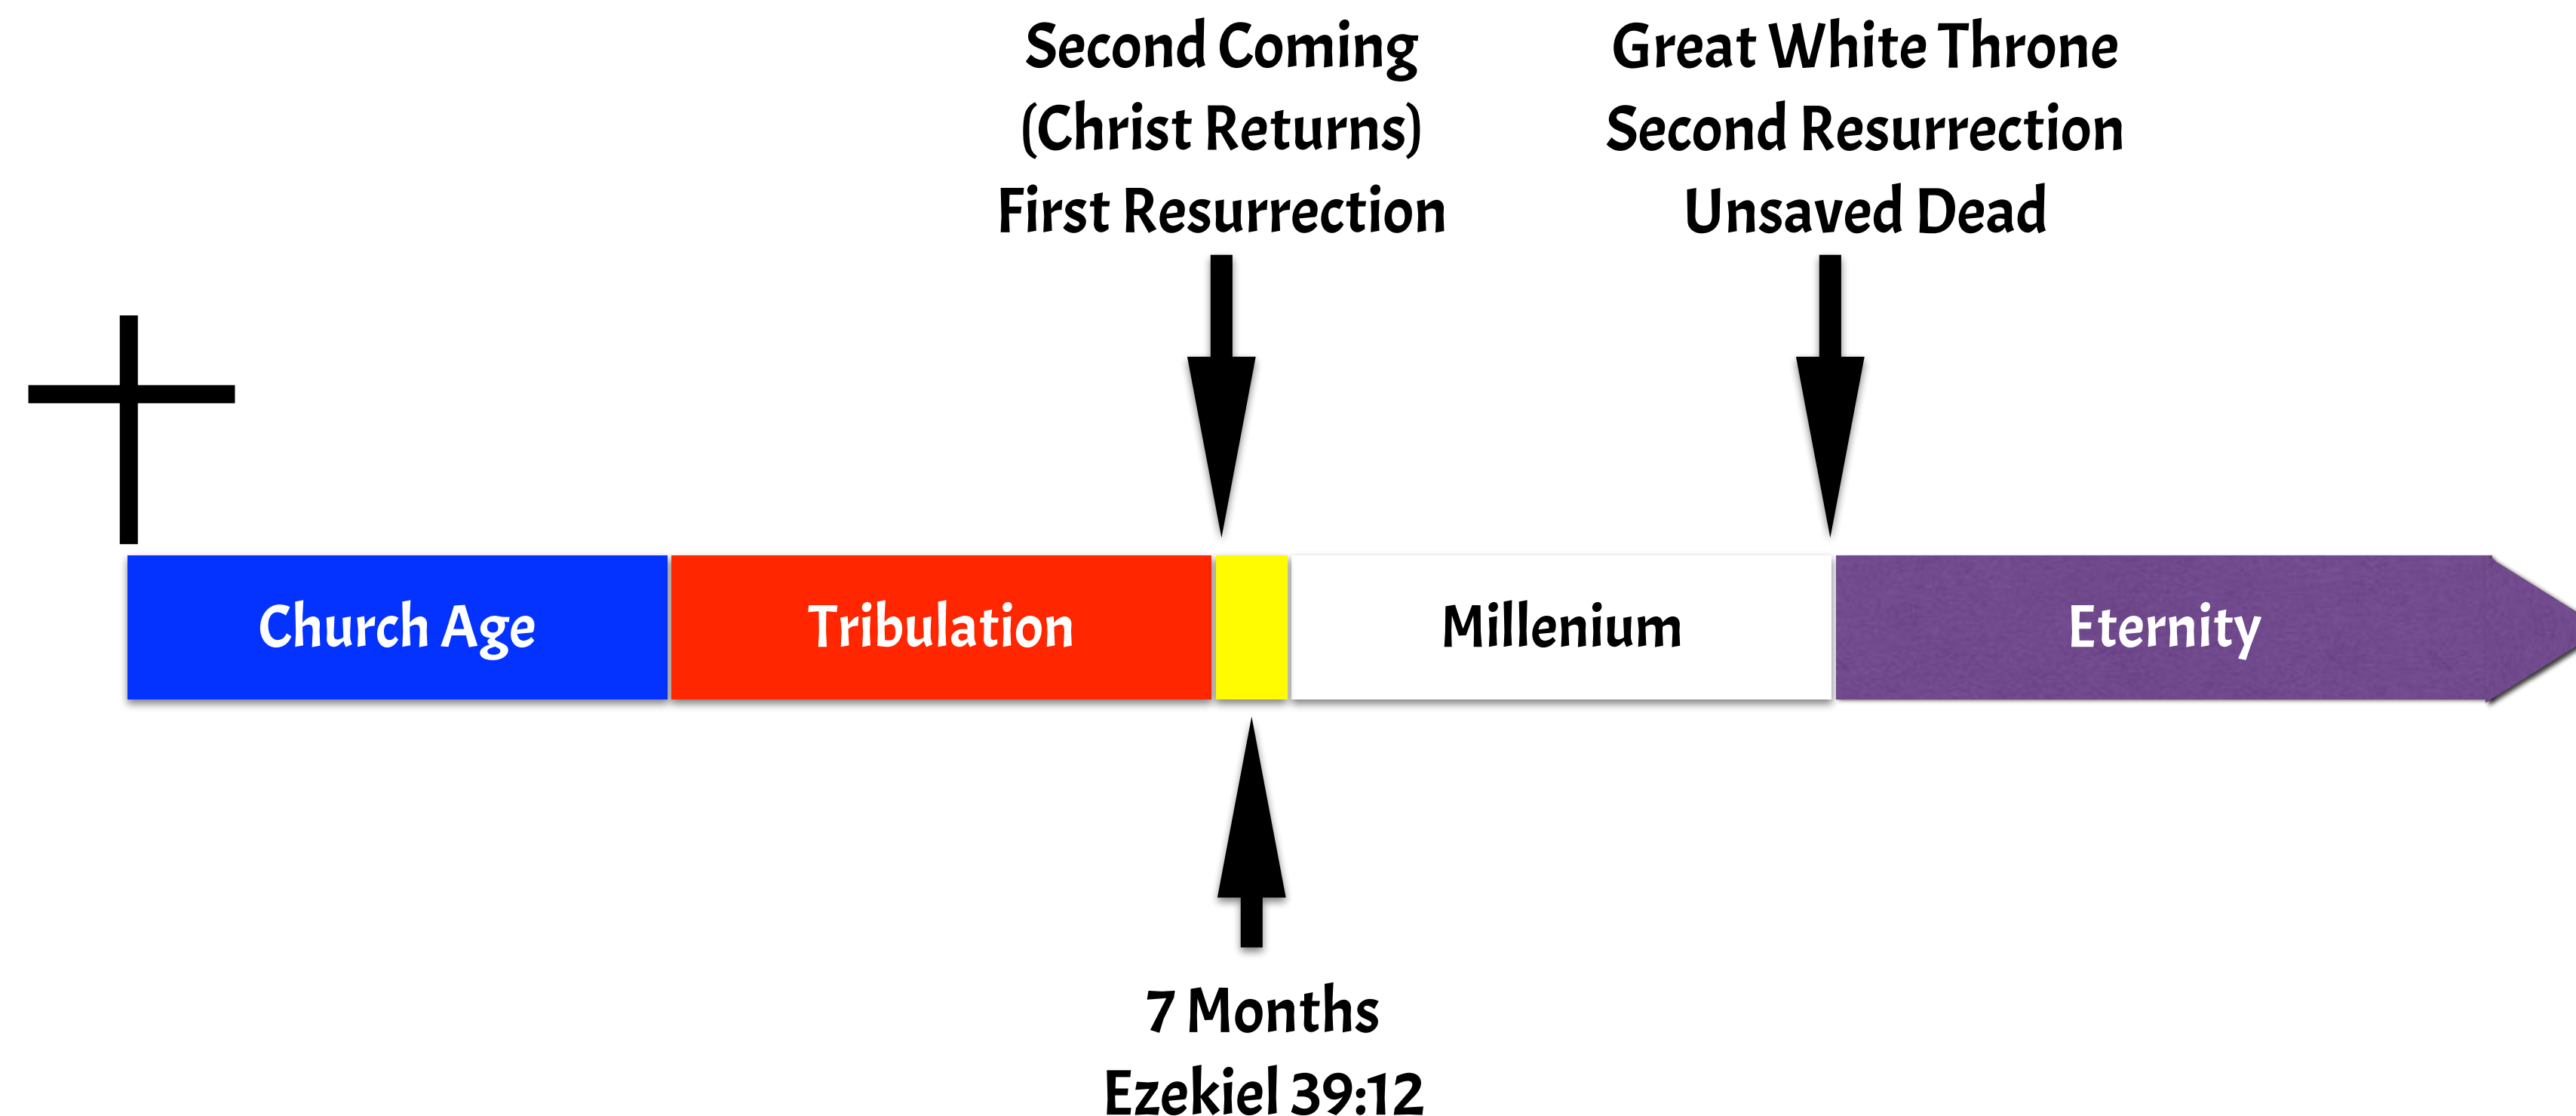 Second Coming
(Christ Returns)
First Resurrection
Great White Throne
Second Resurrection
Unsaved Dead
Church Age
Tribulation
Millenium
Eternity
7 Months
Ezekiel 39:12